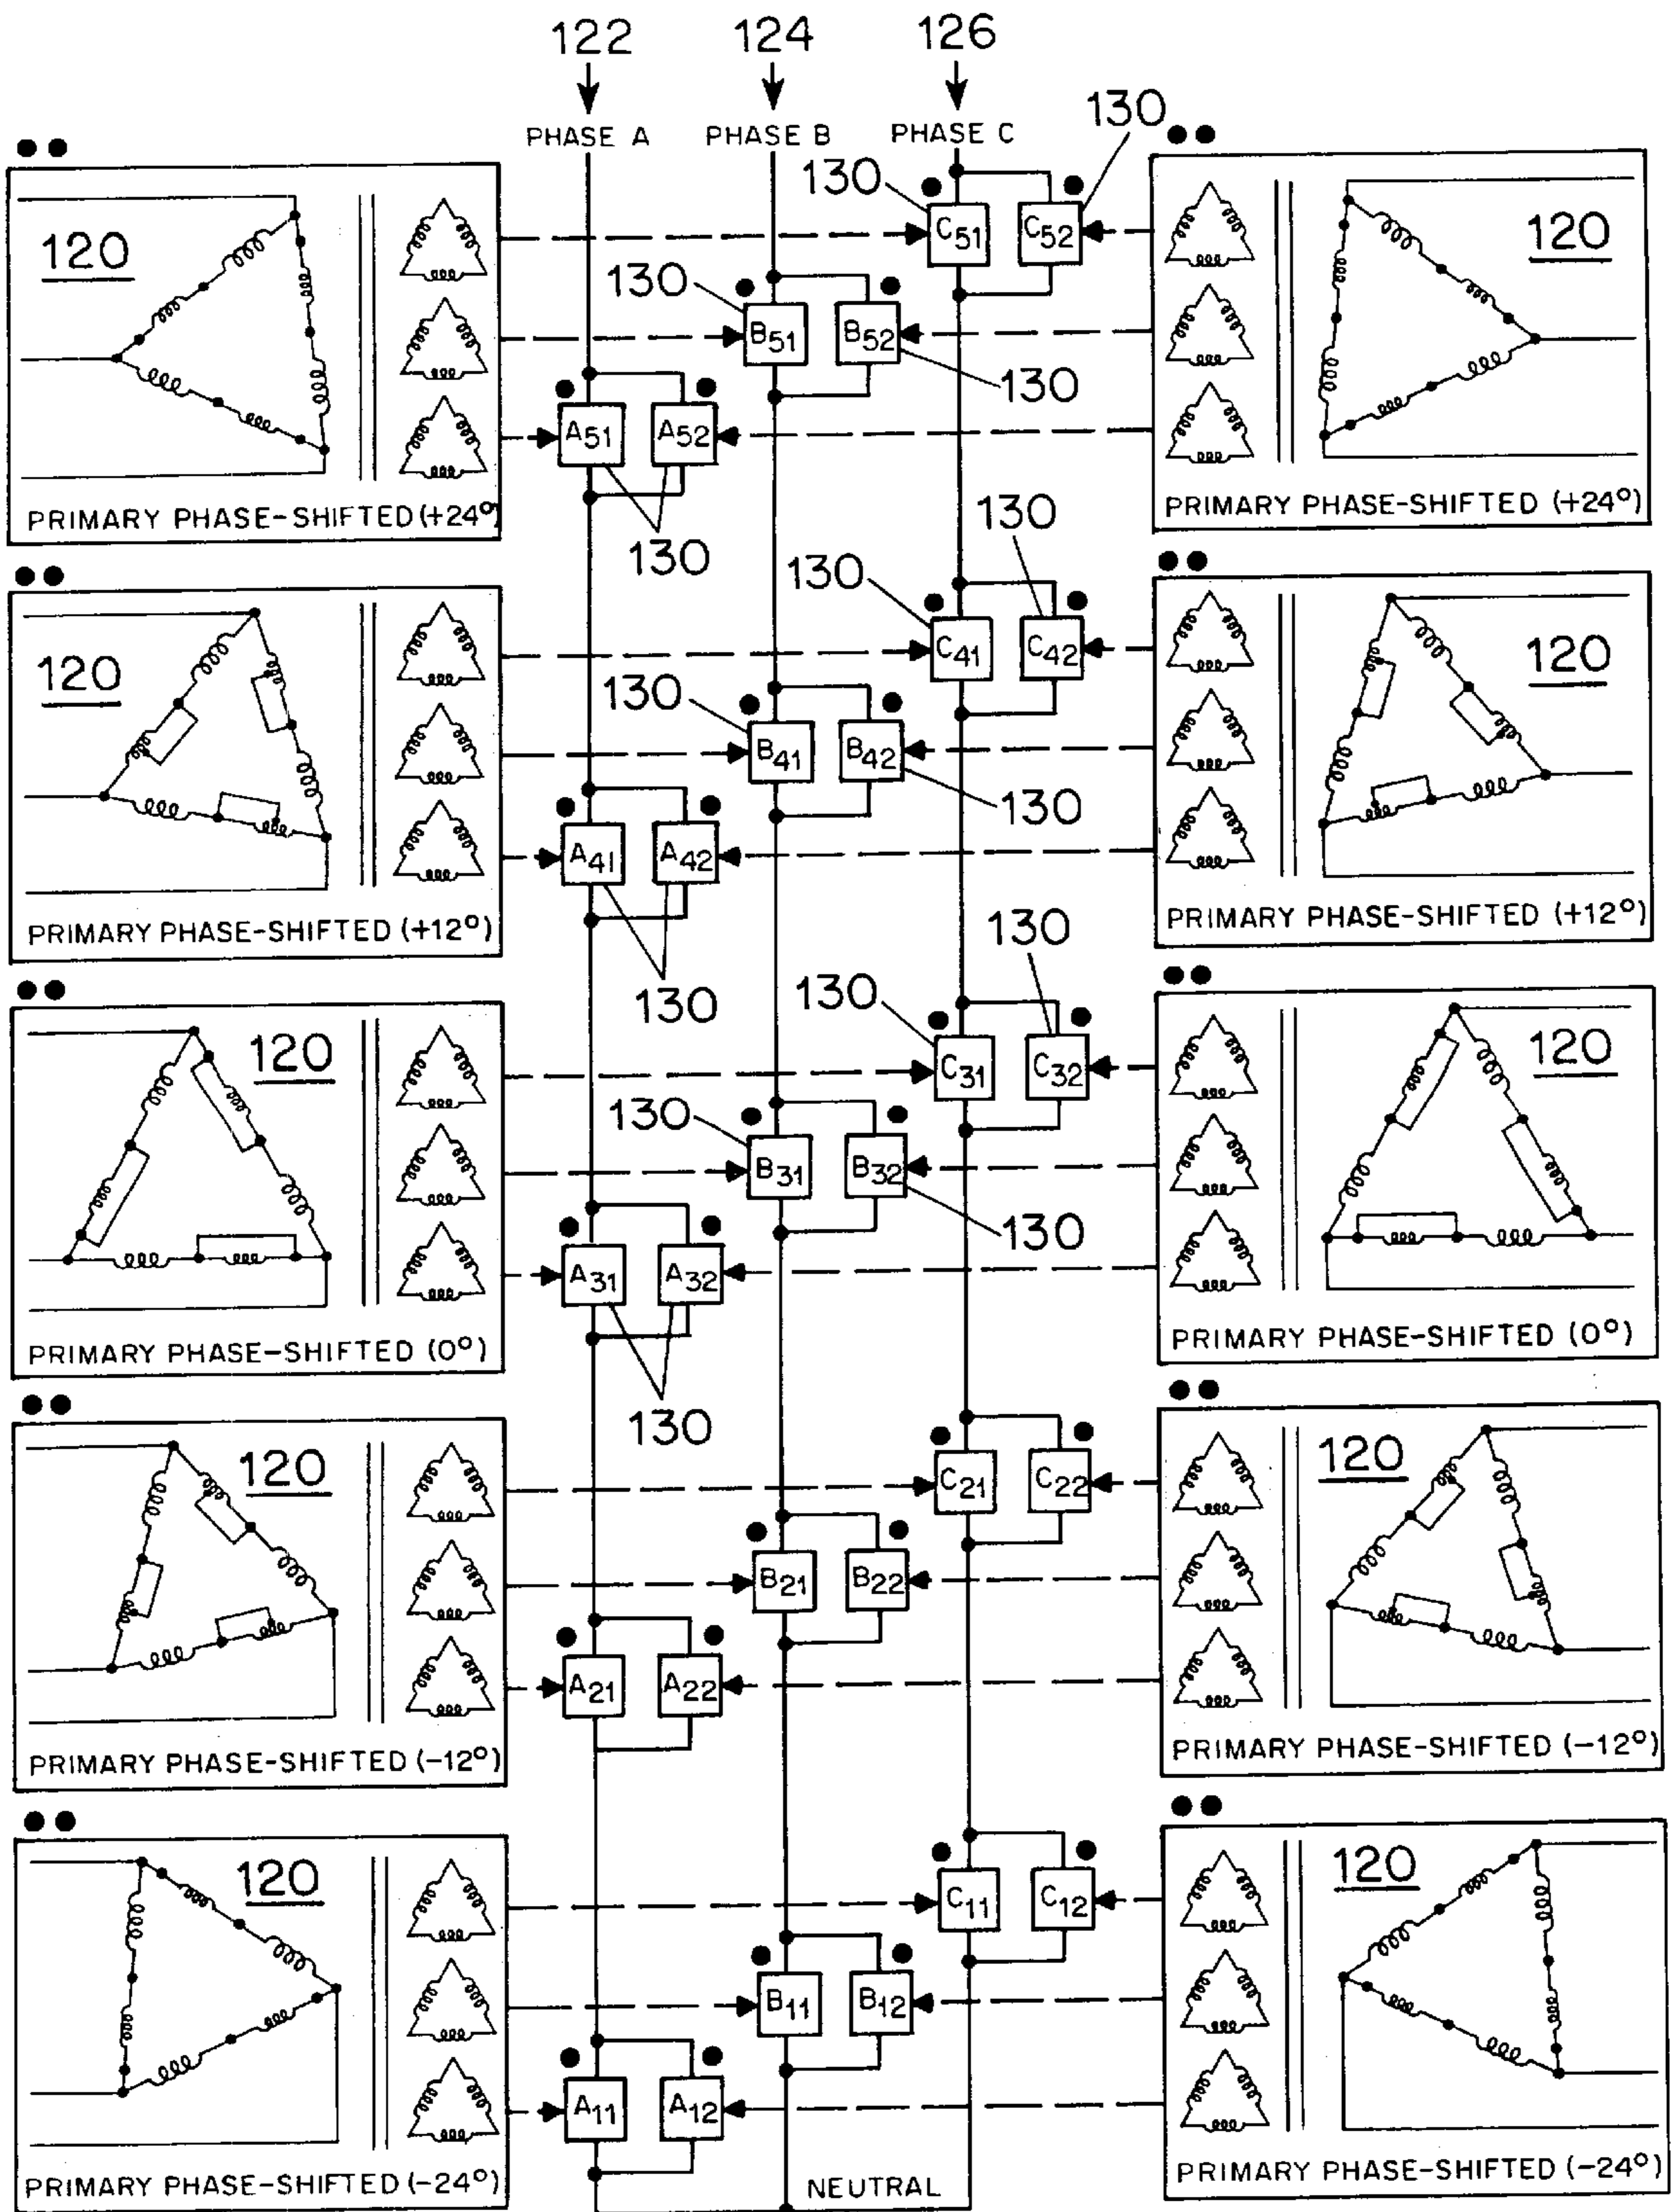 122 124 126
PHASE A PHASE B PHASE C 130
130
120 C51 C52 120
130
B51 B52
130
A51 A52
PRIMARY PHASE-SHIFTED (+24°) PRIMARY PHASE-SHIFTED (+24°)
130
130
130
120 C41 C42 120
130
B41 B42
130
A41 A42
PRIMARY PHASE-SHIFTED (+12°) PRIMARY PHASE-SHIFTED (+12°)
130
130
130
120 C31 C32 120
130
B31 B32
130
A31 A32
PRIMARY PHASE-SHIFTED (0°) PRIMARY PHASE-SHIFTED (0°)
130
120 C21 C22 120
B21 B22
A21 A22
PRIMARY PHASE-SHIFTED (-12°) PRIMARY PHASE-SHIFTED (-12°)
120 C11 C12 120
B11 B12
A11 A12
PRIMARY PHASE-SHIFTED (-24°) NEUTRAL PRIMARY PHASE-SHIFTED (-24°)